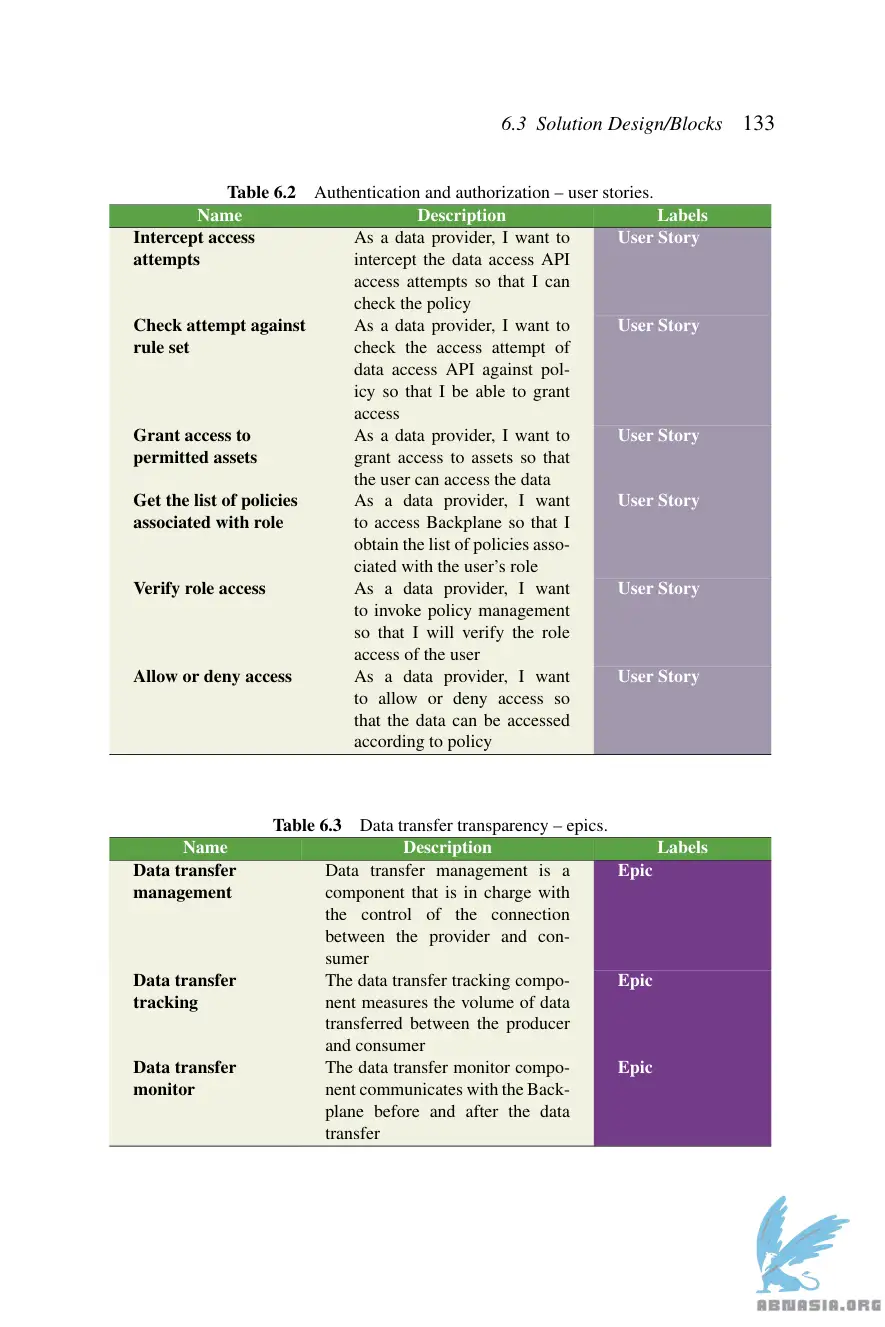 6.3 Solution Design/Blocks 133
Table 6.2 Authentication and authorization – user stories.
Name Description Labels
Intercept access As a data provider, I want to User Story
attempts intercept the data access API
access attempts so that I can
check the policy
Check attempt against As a data provider, I want to User Story
rule set check the access attempt of
data access API against pol-
icy so that I be able to grant
access
Grant access to As a data provider, I want to User Story
permitted assets grant access to assets so that
the user can access the data
Get the list of policies As a data provider, I want User Story
associated with role to access Backplane so that I
obtain the list of policies asso-
ciated with the user's role
Verify role access As a data provider, I want User Story
to invoke policy management
so that I will verify the role
access of the user
Allow or deny access As a data provider, I want User Story
to allow or deny access so
that the data can be accessed
according to policy
Table 6.3 Data transfer transparency – epics.
Name Description Labels
Data transfer Data transfer management is a Epic
management component that is in charge with
the control of the connection
between the provider and con-
sumer
Data transfer The data transfer tracking compo- Epic
tracking nent measures the volume of data
transferred between the producer
and consumer
Data transfer The data transfer monitor compo- Epic
monitor nent communicates with the Back-
plane before and after the data
transfer
ABNASIA.ORG